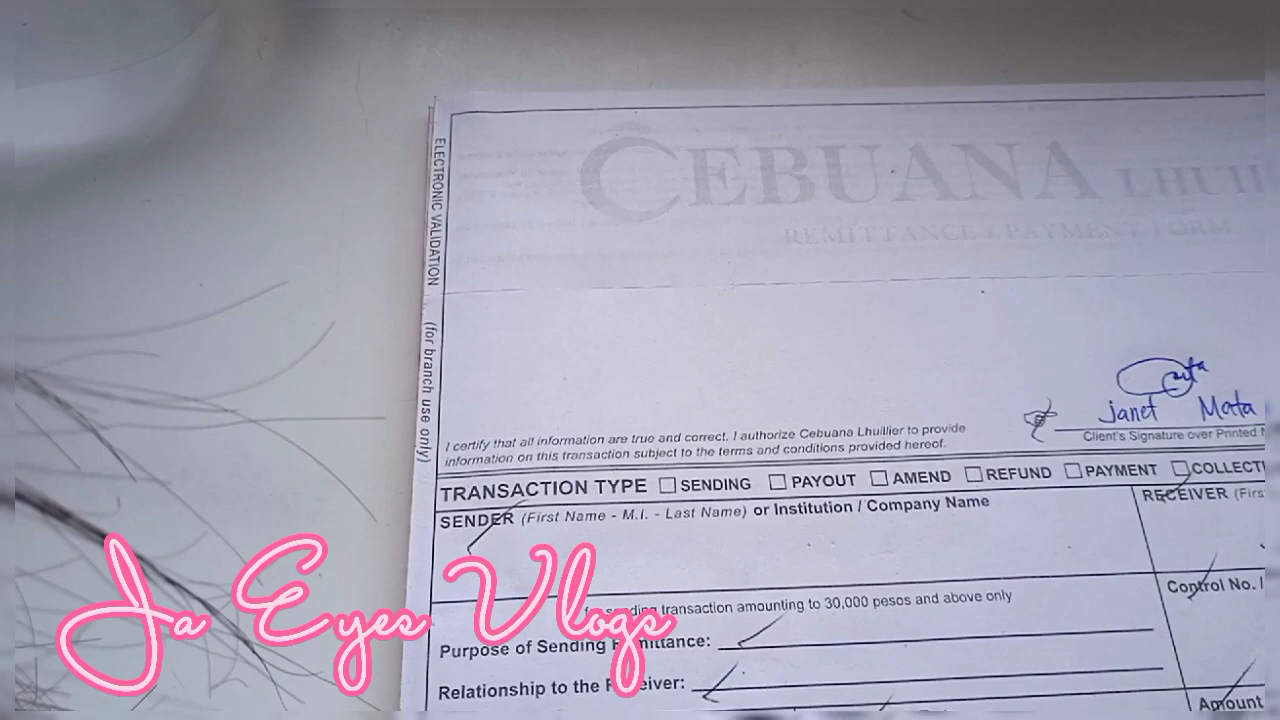 CEBUANA LHUILL
REMITTANCE / PAYMENT FORM
ELECTRONIC VALIDATION (for branch use only)
Janet Mata
Client's Signature over Printed
I certify that all information are true and correct. I authorize Cebuana Lhuillier to provide
information on this transaction subject to the terms and conditions provided hereof.
TRANSACTION TYPE SENDING PAYOUT AMEND REFUND PAYMENT COLLECTI
SENDER (First Name - M.I. - Last Name) or Institution / Company Name
RECEIVER (Firs
Control No.
for sending transaction amounting to 30,000 pesos and above only
Purpose of Sending Remittance:
Relationship to the Receiver:
Amount
Ja Eyes Vlogs